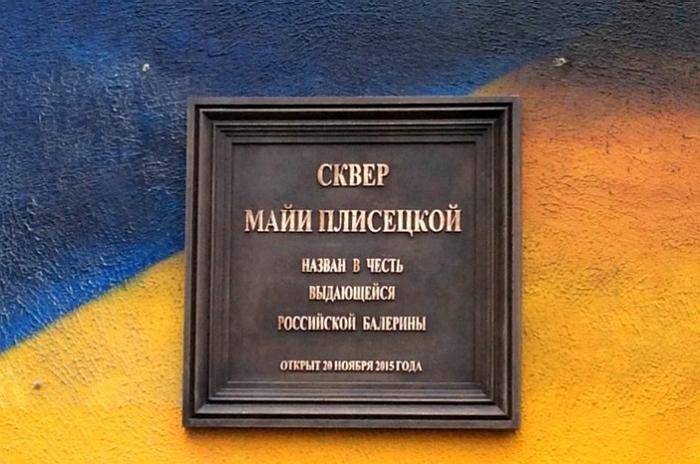 СКВЕР
МАЙИ ПЛИСЕЦКОЙ
НАЗВАН В ЧЕСТЬ
ВЫДАЮЩЕЙСЯ
РОССИЙСКОЙ БАЛЕРИНЫ
ОТКРЫТ 20 НОЯБРЯ 2015 ГОДА